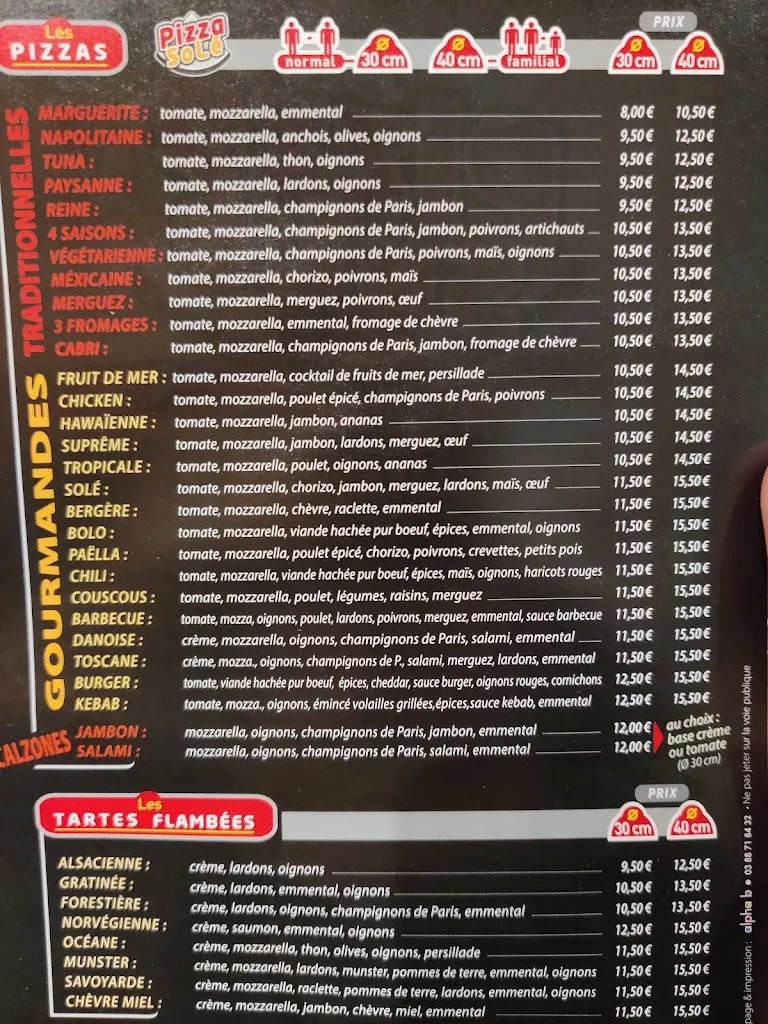 Les
PIZZAS
Pizza
SoLé
normal
Ø
30 cm
Ø
40 cm
familial
PRIX
Ø
30 cm
Ø
40 cm
TRADITIONNELLES
MARGUERITE : tomate, mozzarella, emmental 8,00 € 10,50 €
NAPOLITAINE : tomate, mozzarella, anchois, olives, oignons 9,50 € 12,50 €
TUNA : tomate, mozzarella, thon, oignons 9,50 € 12,50 €
PAYSANNE : tomate, mozzarella, lardons, oignons 9,50 € 12,50 €
REINE : tomate, mozzarella, champignons de Paris, jambon 9,50 € 12,50 €
4 SAISONS : tomate, mozzarella, champignons de Paris, jambon, poivrons, artichauts 10,50 € 13,50 €
VÉGÉTARIENNE : tomate, mozzarella, champignons de Paris, poivrons, maïs, oignons 10,50 € 13,50 €
MÉXICAINE : tomate, mozzarella, chorizo, poivrons, maïs 10,50 € 13,50 €
MERGUEZ : tomate, mozzarella, merguez, poivrons, œuf 10,50 € 13,50 €
3 FROMAGES : tomate, mozzarella, emmental, fromage de chèvre 10,50 € 13,50 €
CABRI : tomate, mozzarella, champignons de Paris, jambon, fromage de chèvre 10,50 € 13,50 €
GOURMANDES
FRUIT DE MER : tomate, mozzarella, cocktail de fruits de mer, persillade 10,50 € 14,50 €
CHICKEN : tomate, mozzarella, poulet épicé, champignons de Paris, poivrons 10,50 € 14,50 €
HAWAÏENNE : tomate, mozzarella, jambon, ananas 10,50 € 14,50 €
SUPRÊME : tomate, mozzarella, jambon, lardons, merguez, œuf 10,50 € 14,50 €
TROPICALE : tomate, mozzarella, poulet, oignons, ananas 10,50 € 14,50 €
SOLÉ : tomate, mozzarella, chorizo, jambon, merguez, lardons, maïs, œuf 11,50 € 15,50 €
BERGÈRE : tomate, mozzarella, chèvre, raclette, emmental 11,50 € 15,50 €
BOLO : tomate, mozzarella, viande hachée pur boeuf, épices, emmental, oignons 11,50 € 15,50 €
PAËLLA : tomate, mozzarella, poulet épicé, chorizo, poivrons, crevettes, petits pois 11,50 € 15,50 €
CHILI : tomate, mozzarella, viande hachée pur boeuf, épices, maïs, oignons, haricots rouges 11,50 € 15,50 €
COUSCOUS : tomate, mozzarella, poulet, légumes, raisins, merguez 11,50 € 15,50 €
BARBECUE : tomate, mozza, oignons, poulet, lardons, poivrons, merguez, emmental, sauce barbecue 11,50 € 15,50 €
DANOISE : crème, mozzarella, oignons, champignons de Paris, salami, emmental 11,50 € 15,50 €
TOSCANE : crème, mozza., oignons, champignons de P., salami, merguez, lardons, emmental 11,50 € 15,50 €
BURGER : tomate, viande hachée pur boeuf, épices, cheddar, sauce burger, oignons rouges, cornichons 12,50 € 15,50 €
KEBAB : tomate, mozza., oignons, émincé volailles grillées, épices, sauce kebab, emmental 12,50 € 15,50 €
CALZONES
JAMBON : mozzarella, oignons, champignons de Paris, jambon, emmental 12,00 €
SALAMI : mozzarella, oignons, champignons de Paris, salami, emmental 12,00 €
au choix :
base crème
ou tomate
(Ø 30 cm)
Les
TARTES FLAMBÉES
PRIX
Ø
30 cm
Ø
40 cm
ALSACIENNE : crème, lardons, oignons 9,50 € 12,50 €
GRATINÉE : crème, lardons, emmental, oignons 10,50 € 13,50 €
FORESTIÈRE : crème, lardons, oignons, champignons de Paris, emmental 10,50 € 13,50 €
NORVÉGIENNE : crème, saumon, emmental, oignons 12,50 € 15,50 €
OCÉANE : crème, mozzarella, thon, olives, oignons, persillade 11,50 € 15,50 €
MUNSTER : crème, mozzarella, lardons, munster, pommes de terre, emmental, oignons 11,50 € 15,50 €
SAVOYARDE : crème, mozzarella, raclette, pommes de terre, lardons, emmental, oignons 11,50 € 15,50 €
CHÈVRE MIEL : crème, mozzarella, jambon, chèvre, miel, emmental 11,50 € 15,50 €
page & impression : alpha b ● 03 88 71 84 32 • Ne pas jeter sur la voie publique